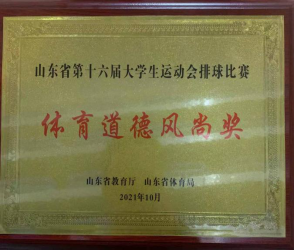 山东省第十六届大学生运动会排球比赛
体育道德风尚奖
山东省教育厅 山东省体育局
2021年10月